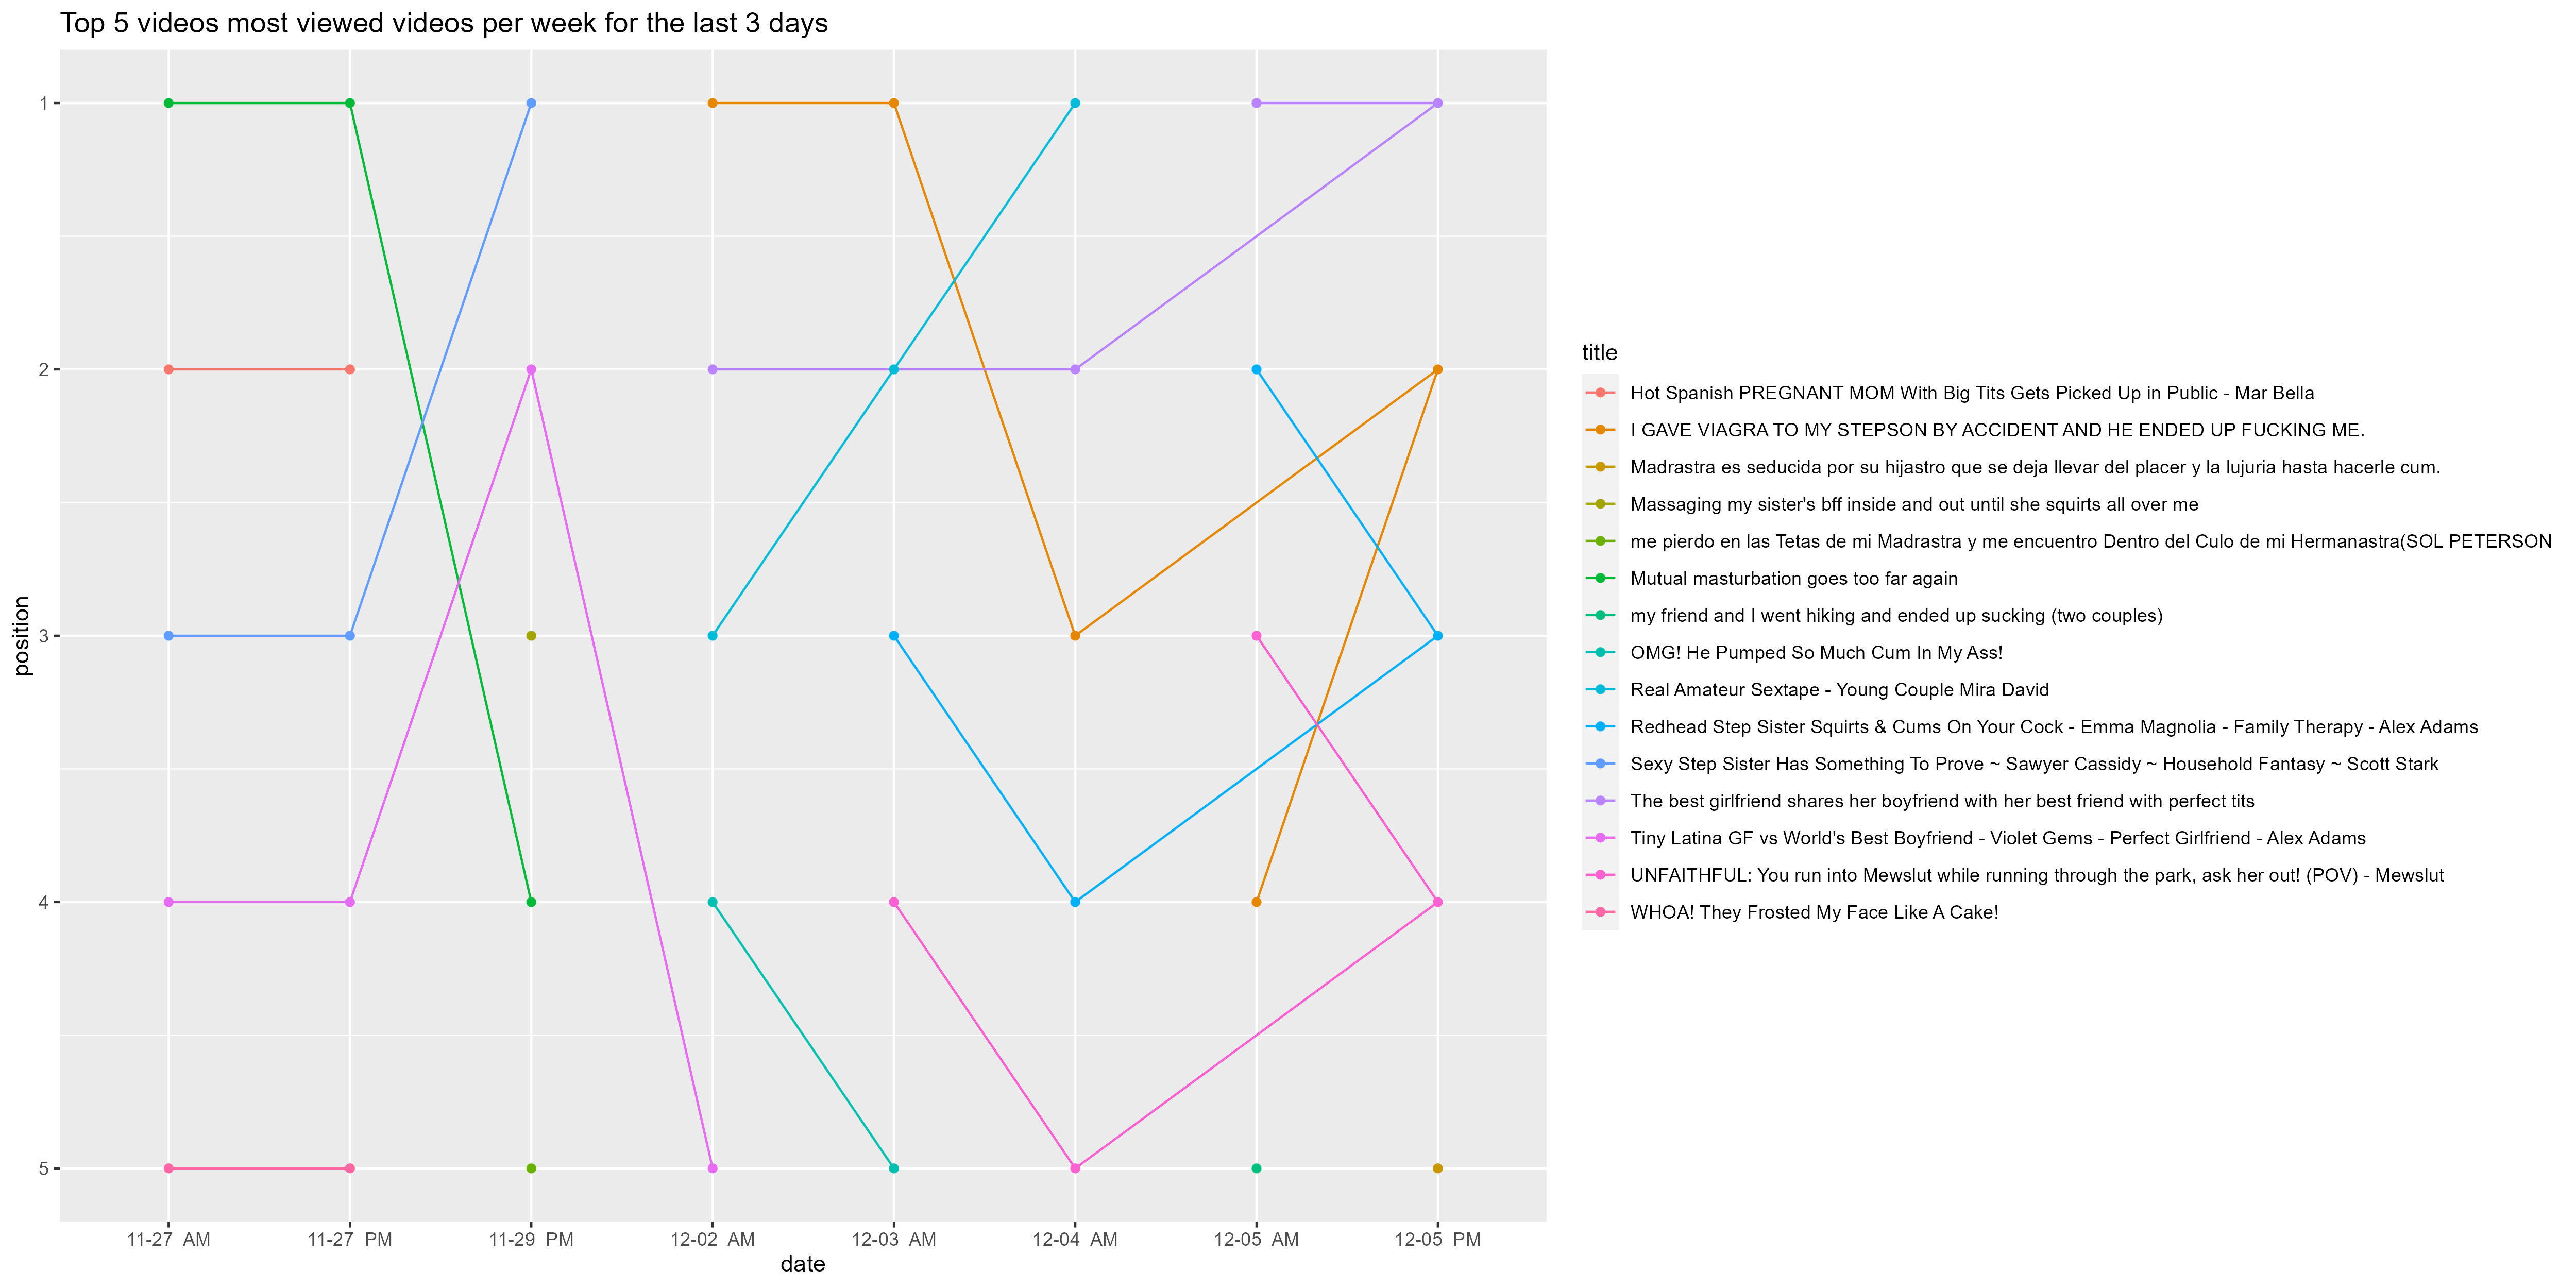 Top 5 videos most viewed videos per week for the last 3 days
position
1
2
3
4
5
11-27 AM
11-27 PM
11-29 PM
12-02 AM
12-03 AM
12-04 AM
12-05 AM
12-05 PM
date
title
Hot Spanish PREGNANT MOM With Big Tits Gets Picked Up in Public - Mar Bella
I GAVE VIAGRA TO MY STEPSON BY ACCIDENT AND HE ENDED UP FUCKING ME.
Madrastra es seducida por su hijastro que se deja llevar del placer y la lujuria hasta hacerle cum.
Massaging my sister's bff inside and out until she squirts all over me
me pierdo en las Tetas de mi Madrastra y me encuentro Dentro del Culo de mi Hermanastra(SOL PETERSON
Mutual masturbation goes too far again
my friend and I went hiking and ended up sucking (two couples)
OMG! He Pumped So Much Cum In My Ass!
Real Amateur Sextape - Young Couple Mira David
Redhead Step Sister Squirts & Cums On Your Cock - Emma Magnolia - Family Therapy - Alex Adams
Sexy Step Sister Has Something To Prove ~ Sawyer Cassidy ~ Household Fantasy ~ Scott Stark
The best girlfriend shares her boyfriend with her best friend with perfect tits
Tiny Latina GF vs World's Best Boyfriend - Violet Gems - Perfect Girlfriend - Alex Adams
UNFAITHFUL: You run into Mewslut while running through the park, ask her out! (POV) - Mewslut
WHOA! They Frosted My Face Like A Cake!